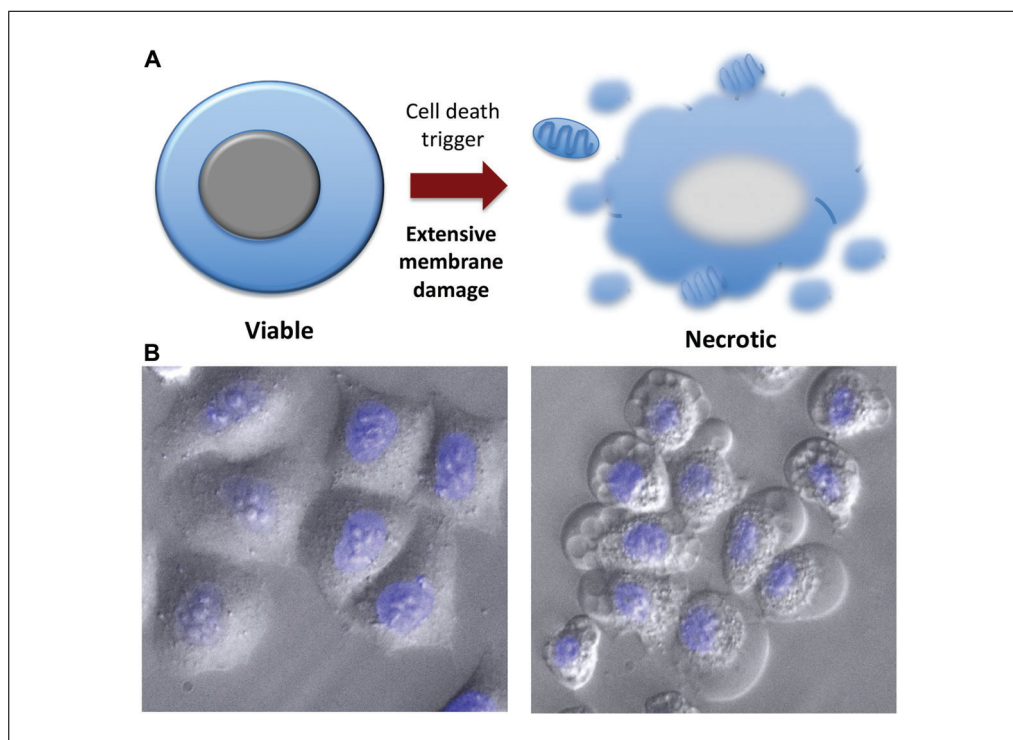 A
Cell death
trigger
Extensive
membrane
damage
Viable
Necrotic
B